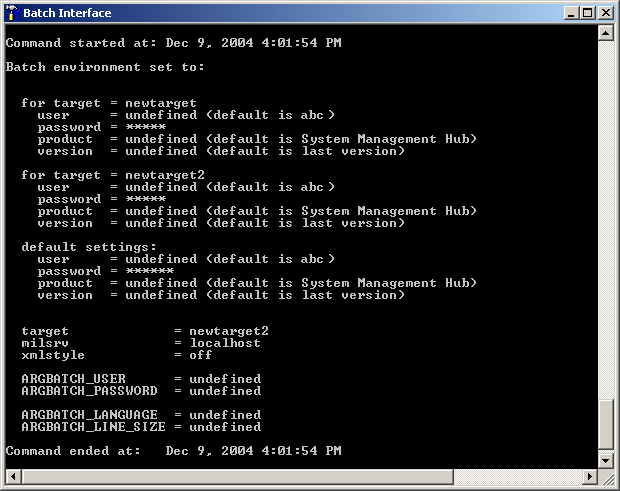 Batch Interface
Command started at: Dec 9, 2004 4:01:54 PM
Batch environment set to:
for target = newtarget
user = undefined (default is abc)
password = *****
product = undefined (default is System Management Hub)
version = undefined (default is last version)
for target = newtarget2
user = undefined (default is abc)
password = *****
product = undefined (default is System Management Hub)
version = undefined (default is last version)
default settings:
user = undefined (default is abc)
password = ******
product = undefined (default is System Management Hub)
version = undefined (default is last version)
target = newtarget2
milsrv = localhost
xmlstyle = off
ARGBATCH_USER = undefined
ARGBATCH_PASSWORD = undefined
ARGBATCH_LANGUAGE = undefined
ARGBATCH_LINE_SIZE = undefined
Command ended at: Dec 9, 2004 4:01:54 PM